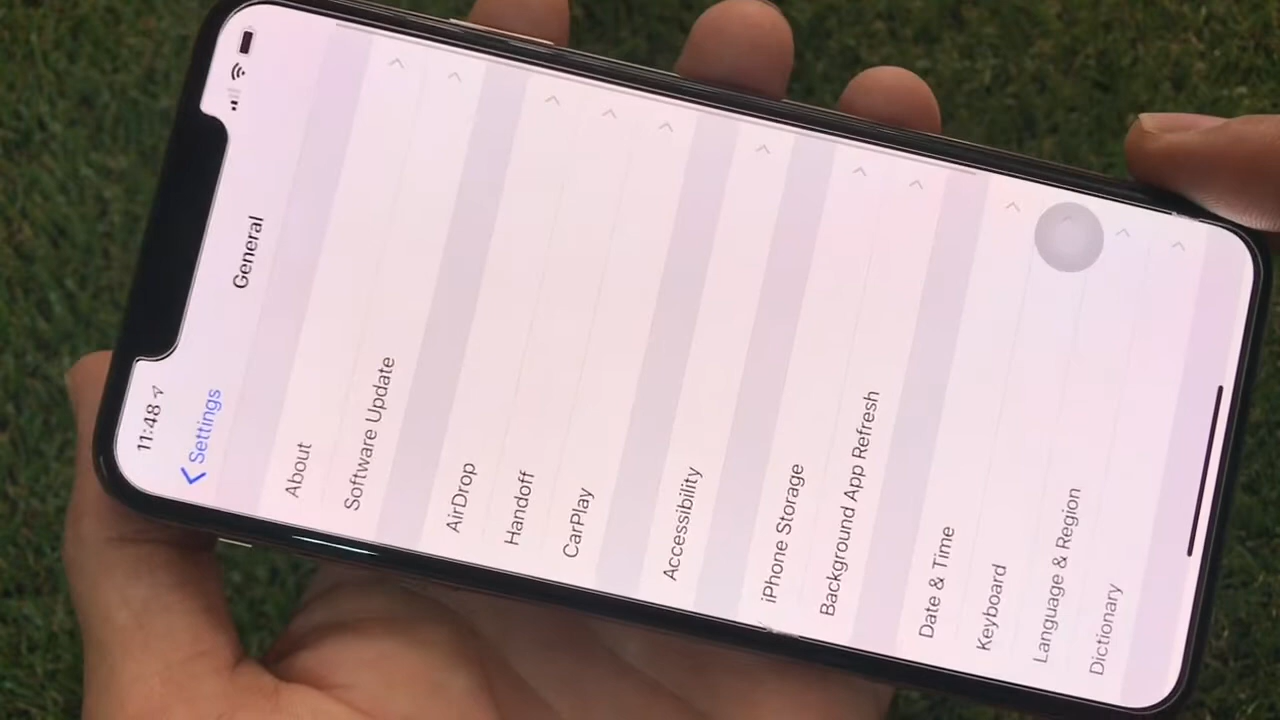 11:48
Settings
General
About
Software Update
AirDrop
Handoff
CarPlay
Accessibility
iPhone Storage
Background App Refresh
Date & Time
Keyboard
Language & Region
Dictionary